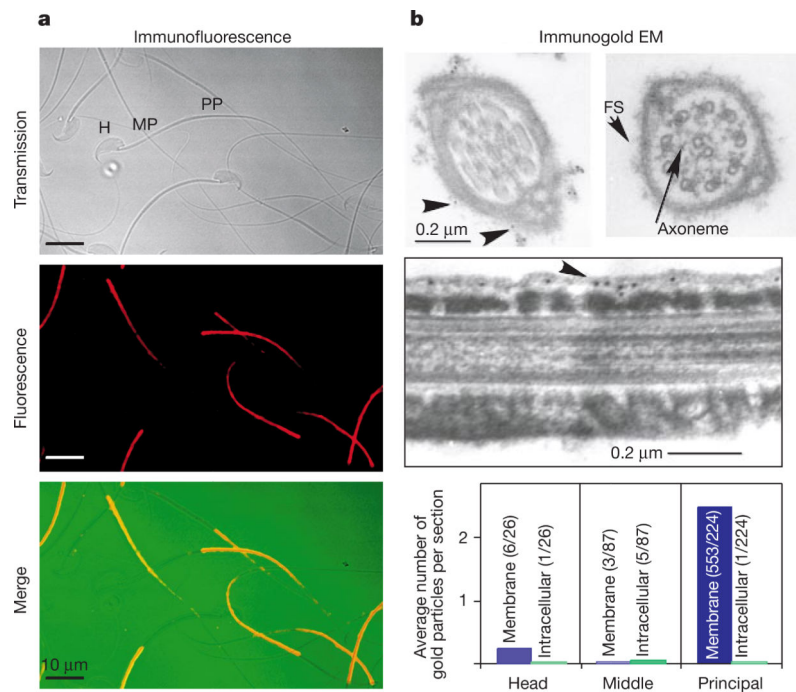 a
Immunofluorescence
Transmission
H
MP
PP
Fluorescence
Merge
10 µm
b
Immunogold EM
FS
Axoneme
0.2 µm
0.2 µm
Average number of
gold particles per section
2
1
Membrane (6/26)
Intracellular (1/26)
Membrane (3/87)
Intracellular (5/87)
Membrane (553/224)
Intracellular (1/224)
Head
Middle
Principal